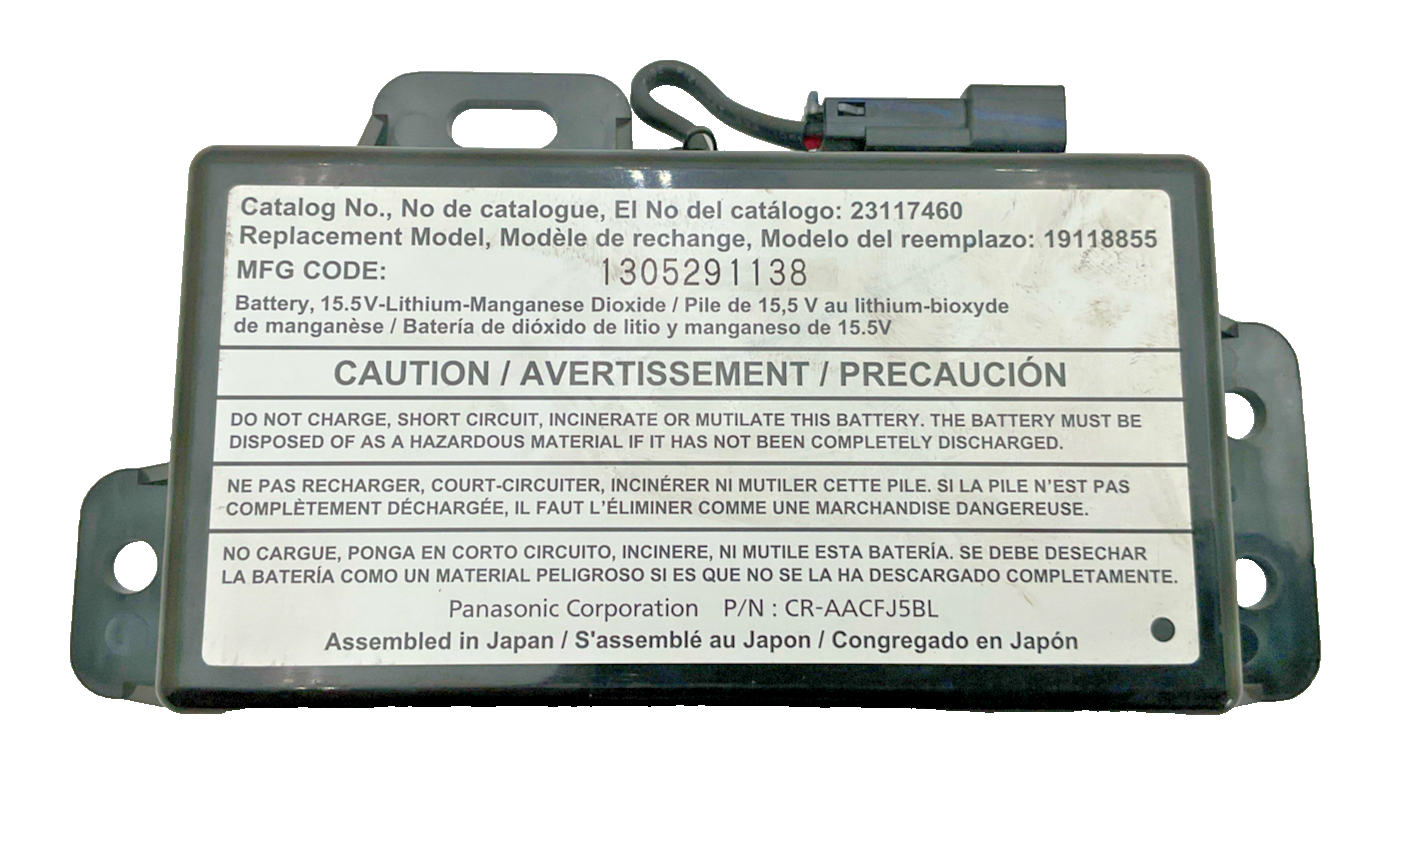 Catalog No., No de catalogue, El No del catálogo: 23117460
Replacement Model, Modèle de rechange, Modelo del reemplazo: 19118855
MFG CODE: 1305291138
Battery, 15.5V-Lithium-Manganese Dioxide / Pile de 15,5 V au lithium-bioxyde
de manganèse / Batería de dióxido de litio y manganeso de 15.5V
CAUTION / AVERTISSEMENT / PRECAUCIÓN
DO NOT CHARGE, SHORT CIRCUIT, INCINERATE OR MUTILATE THIS BATTERY. THE BATTERY MUST BE
DISPOSED OF AS A HAZARDOUS MATERIAL IF IT HAS NOT BEEN COMPLETELY DISCHARGED.
NE PAS RECHARGER, COURT-CIRCUITER, INCINÉRER NI MUTILER CETTE PILE. SI LA PILE N'EST PAS
COMPLÈTEMENT DÉCHARGÉE, IL FAUT L'ÉLIMINER COMME UNE MARCHANDISE DANGEREUSE.
NO CARGUE, PONGA EN CORTO CIRCUITO, INCINERE, NI MUTILE ESTA BATERÍA. SE DEBE DESECHAR
LA BATERÍA COMO UN MATERIAL PELIGROSO SI ES QUE NO SE LA HA DESCARGADO COMPLETAMENTE.
Panasonic Corporation P/N : CR-AACFJ5BL
Assembled in Japan / S'assemblé au Japon / Congregado en Japón